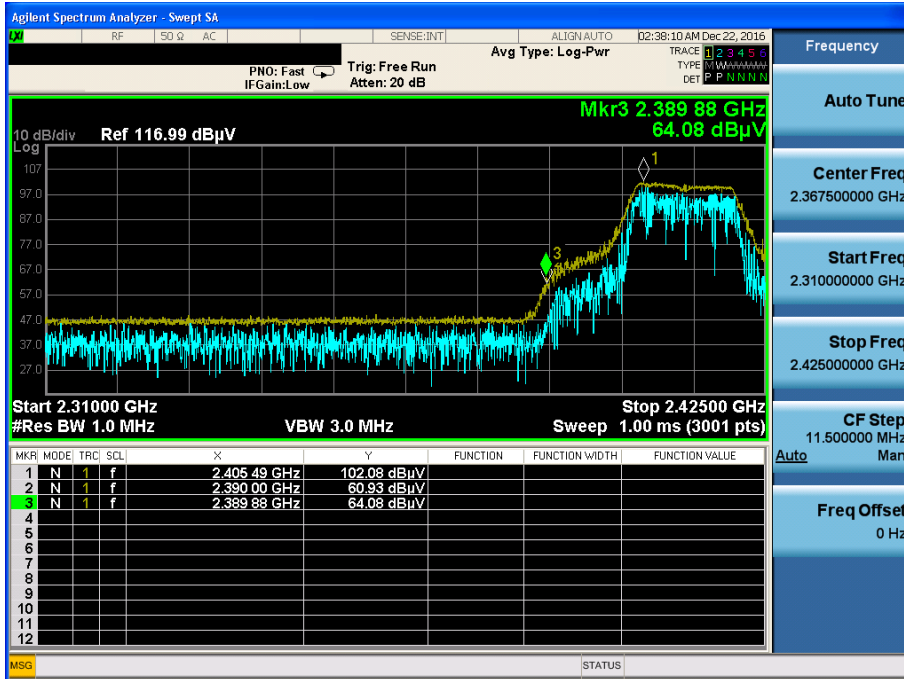 Agilent Spectrum Analyzer - Swept SA
LXI RF 50 Ω AC SENSE:INT ALIGN AUTO 02:38:10 AM Dec 22, 2016
PNO: Fast
IFGain:Low
Trig: Free Run
Atten: 20 dB
Avg Type: Log-Pwr
TRACE 1 2 3 4 5 6
TYPE M W W W W W
DET P P N N N N
Mkr3 2.389 88 GHz
64.08 dBµV
10 dB/div
Log
Ref 116.99 dBµV
107
97.0
87.0
77.0
67.0
57.0
47.0
37.0
27.0
1
3
Start 2.31000 GHz Stop 2.42500 GHz
#Res BW 1.0 MHz VBW 3.0 MHz Sweep 1.00 ms (3001 pts)
MKR MODE TRC SCL X Y FUNCTION FUNCTION WIDTH FUNCTION VALUE
1 N 1 f 2.405 49 GHz 102.08 dBµV
2 N 1 f 2.390 00 GHz 60.93 dBµV
3 N 1 f 2.389 88 GHz 64.08 dBµV
4
5
6
7
8
9
10
11
12
MSG STATUS
Frequency
Auto Tune
Center Freq
2.367500000 GHz
Start Freq
2.310000000 GHz
Stop Freq
2.425000000 GHz
CF Step
11.500000 MHz
Auto Man
Freq Offset
0 Hz